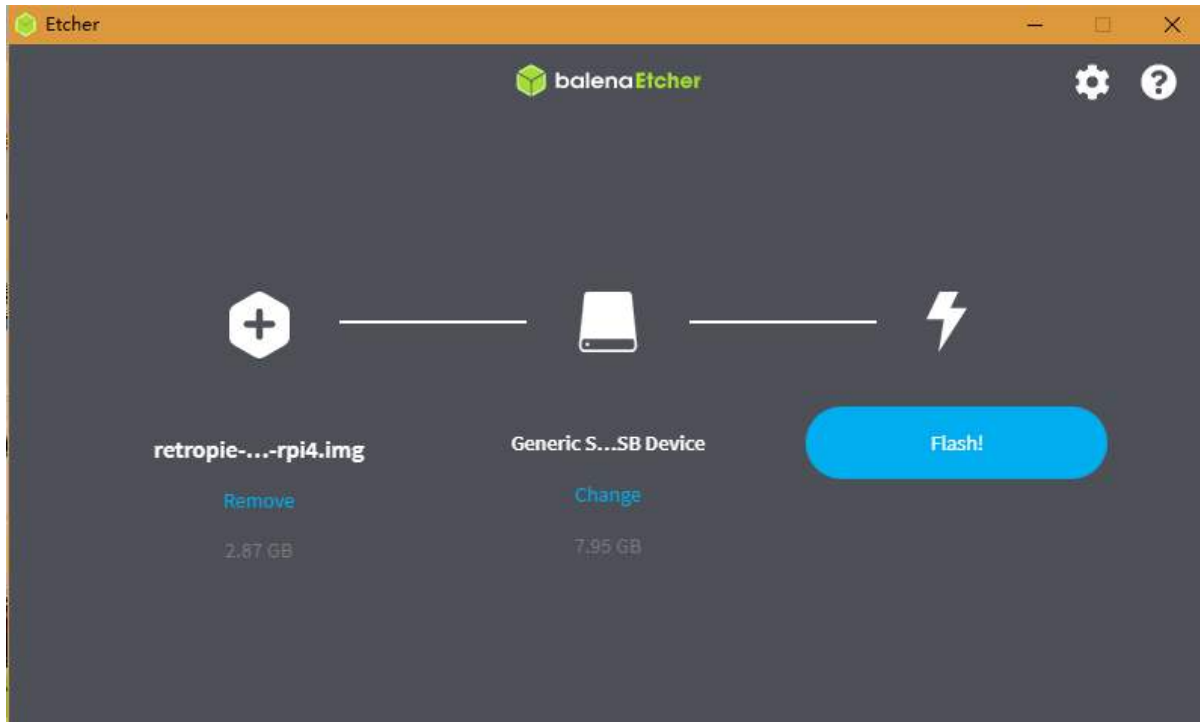 Etcher
balenaEtcher
retropie-...-rpi4.img
Remove
2.87 GB
Generic S...SB Device
Change
7.95 GB
Flash!